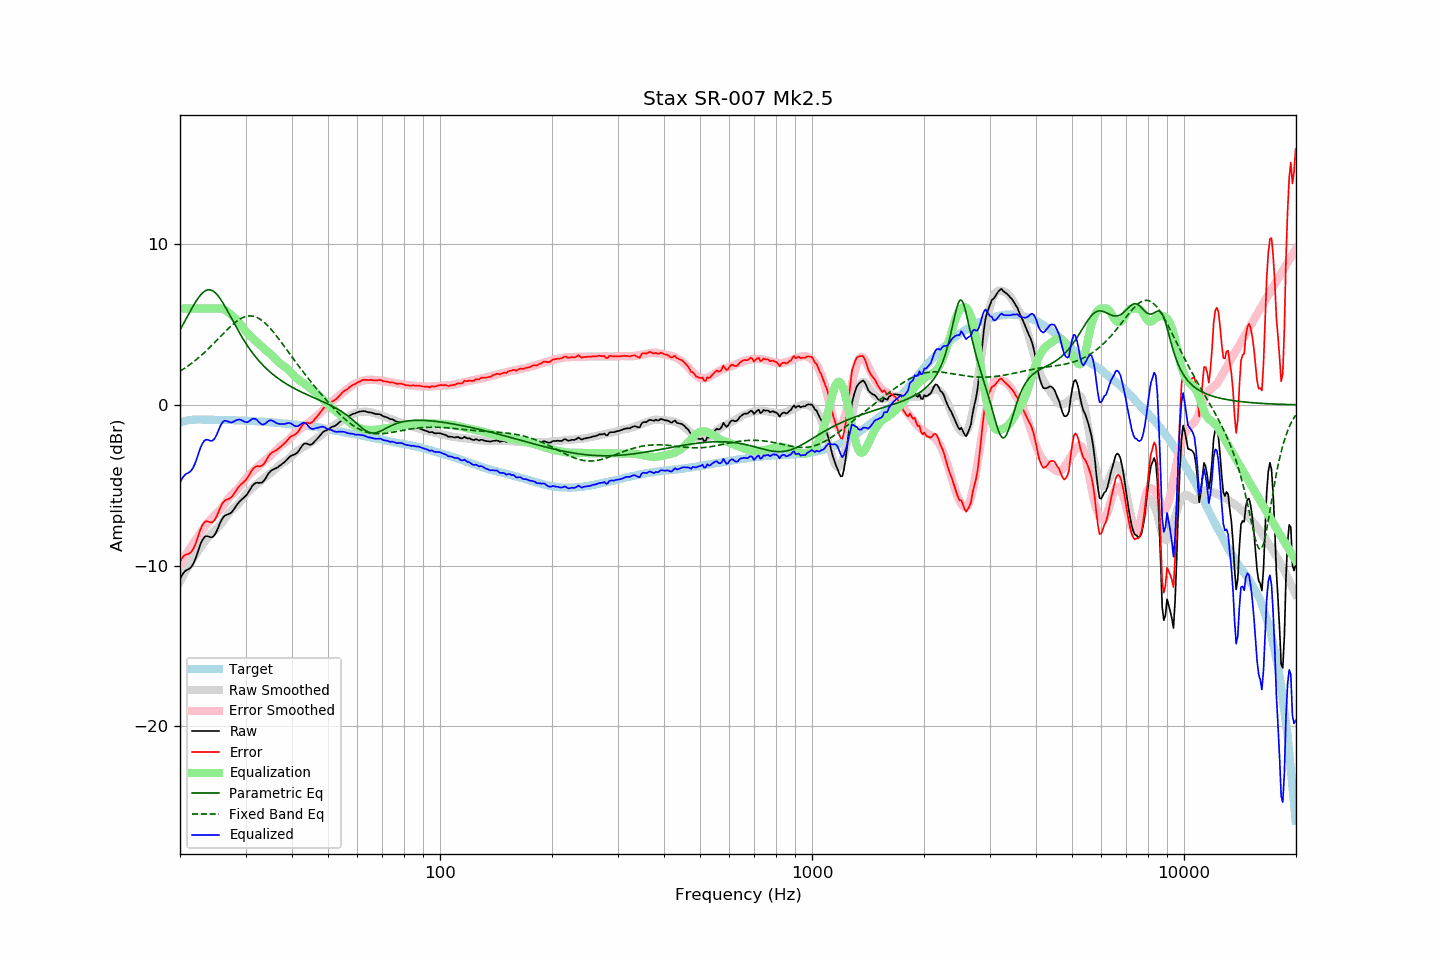 Stax SR-007 Mk2.5
Amplitude (dBr)
10
0
−10
−20
Target
Raw Smoothed
Error Smoothed
Raw
Error
Equalization
Parametric Eq
Fixed Band Eq
Equalized
100
1000
10000
Frequency (Hz)